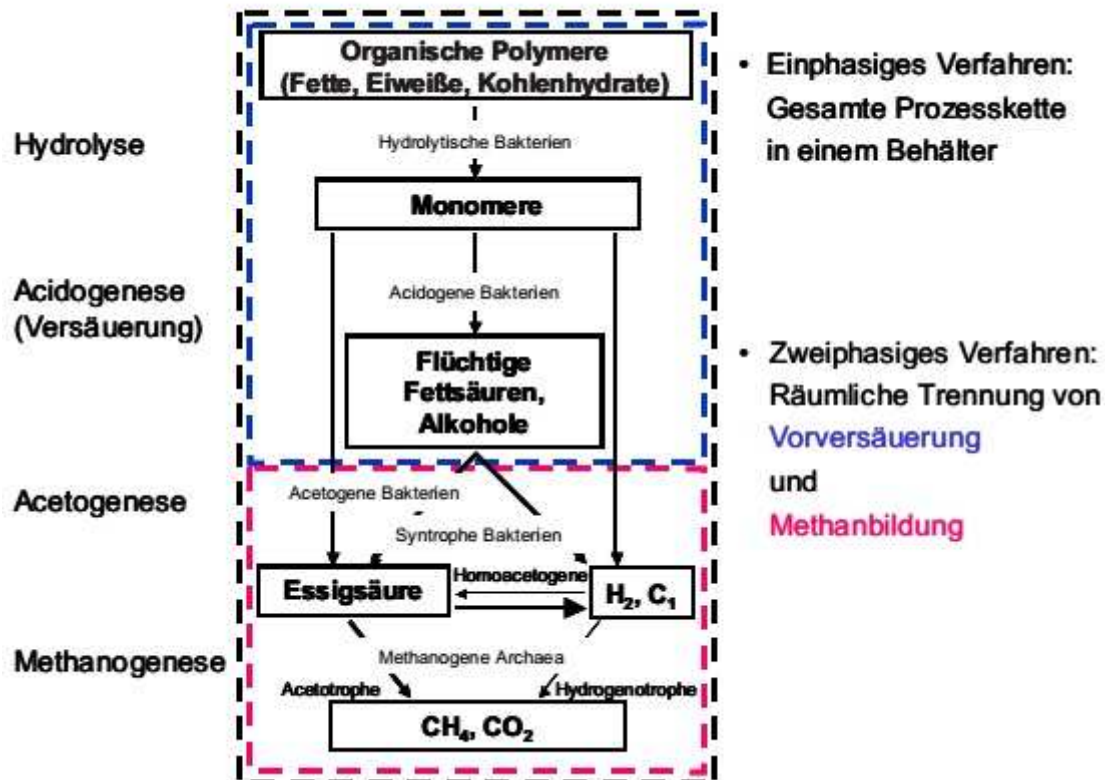 Organische Polymere
(Fette, Eiweiße, Kohlenhydrate)
Hydrolyse
Hydrolytische Bakterien
Monomere
Acidogenese
(Versäuerung)
Acidogene Bakterien
Flüchtige
Fettsäuren,
Alkohole
Acetogenese
Acetogene Bakterien
Syntrophe Bakterien
Homoacetogene
Essigsäure
H₂, C₁
Methanogenese
Methanogene Archaea
Acetotrophe
Hydrogenotrophe
CH₄, CO₂
• Einphasiges Verfahren:
Gesamte Prozesskette
in einem Behälter
• Zweiphasiges Verfahren:
Räumliche Trennung von
Vorversäuerung
und
Methanbildung